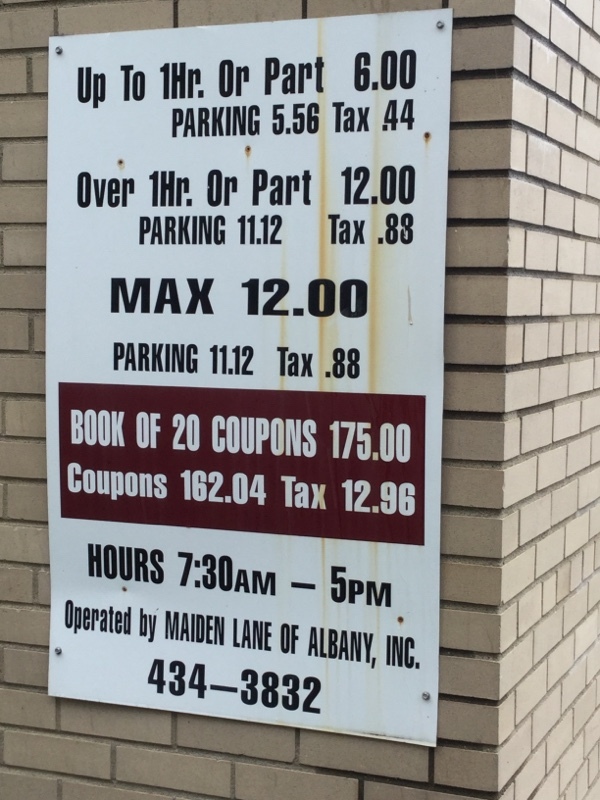 Up To 1Hr. Or Part 6.00
PARKING 5.56 Tax .44
Over 1Hr. Or Part 12.00
PARKING 11.12 Tax .88
MAX 12.00
PARKING 11.12 Tax .88
BOOK OF 20 COUPONS 175.00
Coupons 162.04 Tax 12.96
HOURS 7:30AM – 5PM
Operated by MAIDEN LANE OF ALBANY, INC.
434–3832